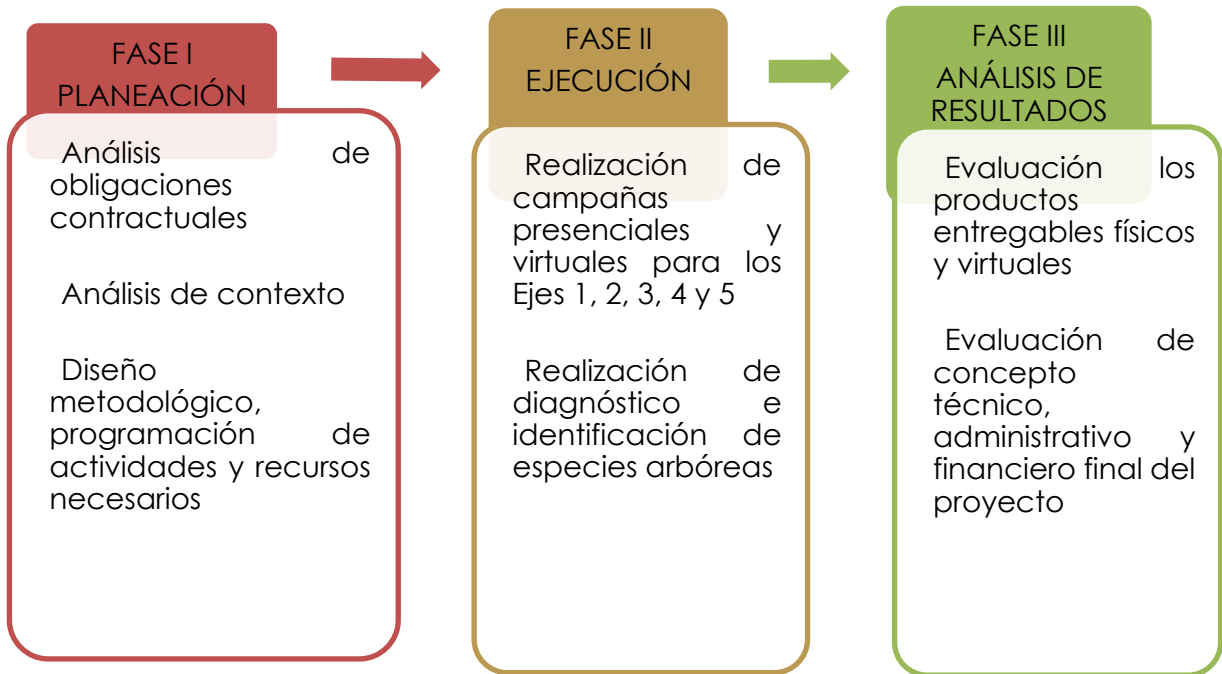 FASE I
PLANEACIÓN
Análisis de
obligaciones
contractuales
Análisis de contexto
Diseño
metodológico,
programación de
actividades y recursos
necesarios
FASE II
EJECUCIÓN
Realización de
campañas
presenciales y
virtuales para los
Ejes 1, 2, 3, 4 y 5
Realización de
diagnóstico e
identificación de
especies arbóreas
FASE III
ANÁLISIS DE
RESULTADOS
Evaluación los
productos
entregables físicos
y virtuales
Evaluación de
concepto
técnico,
administrativo y
financiero final del
proyecto